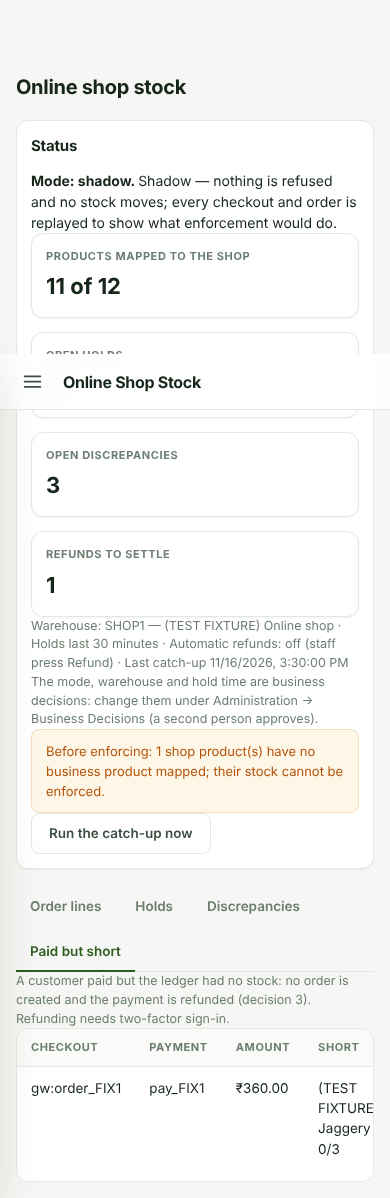 Online shop stock
Status
Mode: shadow. Shadow — nothing is refused
and no stock moves; every checkout and order is
replayed to show what enforcement would do.
PRODUCTS MAPPED TO THE SHOP
11 of 12
Online Shop Stock
OPEN DISCREPANCIES
3
REFUNDS TO SETTLE
1
Warehouse: SHOP1 — (TEST FIXTURE) Online shop ·
Holds last 30 minutes · Automatic refunds: off (staff
press Refund) · Last catch-up 11/16/2026, 3:30:00 PM
The mode, warehouse and hold time are business
decisions: change them under Administration →
Business Decisions (a second person approves).
Before enforcing: 1 shop product(s) have no
business product mapped; their stock cannot be
enforced.
Run the catch-up now
Order lines Holds Discrepancies
Paid but short
A customer paid but the ledger had no stock: no order is
created and the payment is refunded (decision 3).
Refunding needs two-factor sign-in.
CHECKOUT PAYMENT AMOUNT SHORT
gw:order_FIX1 pay_FIX1 ₹360.00 (TEST
FIXTURE
Jaggery
0/3